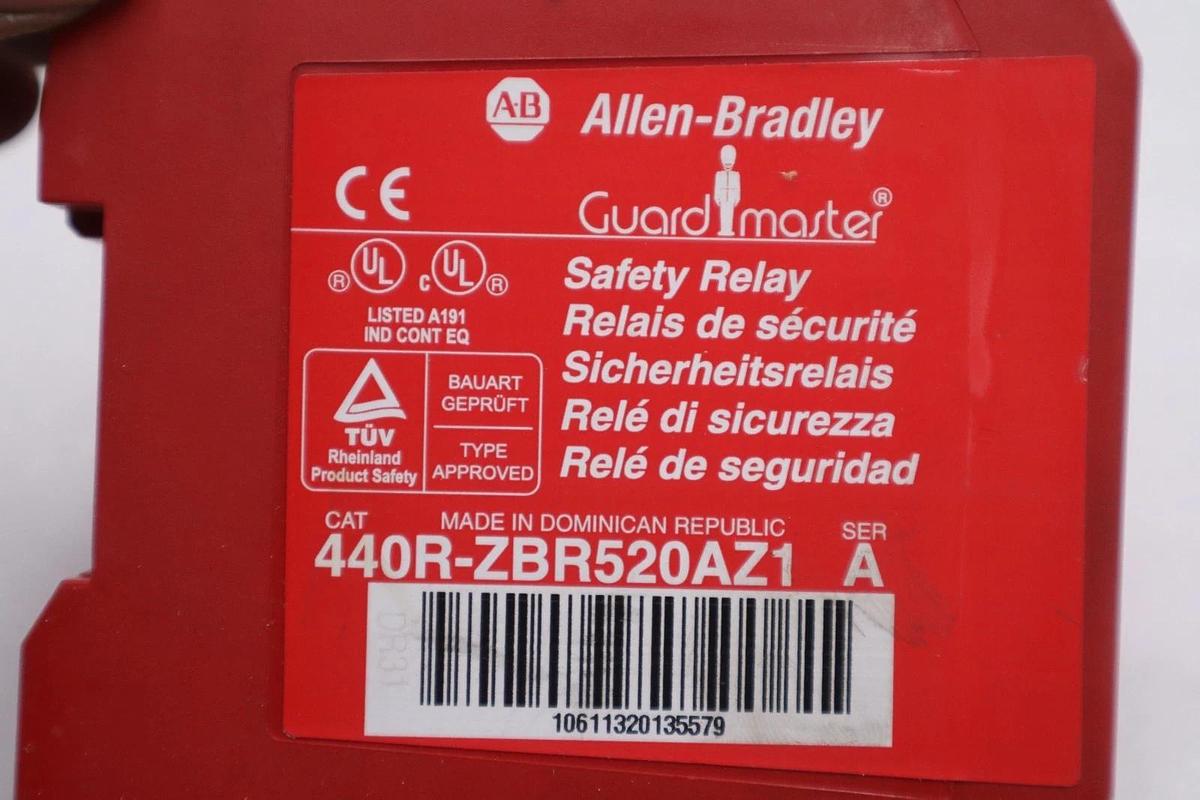 A·B Allen-Bradley
CE
Guardmaster®
® UL c UL ®
LISTED A191
IND CONT EQ
Safety Relay
Relais de sécurité
Sicherheitsrelais
Relé di sicurezza
Relé de seguridad
TÜV
Rheinland
Product Safety
BAUART
GEPRÜFT
TYPE
APPROVED
CAT MADE IN DOMINICAN REPUBLIC SER
440R-ZBR520AZ1 A
DR31
10611320135579